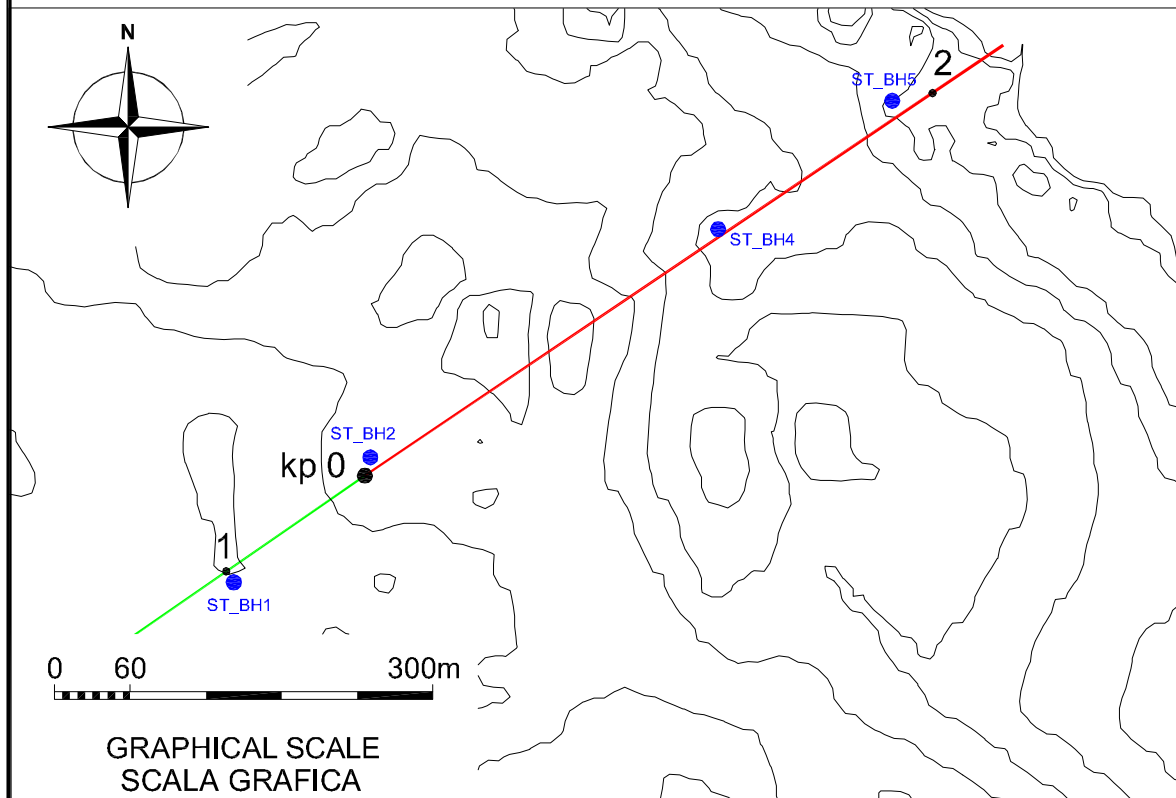 N
2
ST_BH5
ST_BH4
ST_BH2
kp 0
1
ST_BH1
0 60 300m
GRAPHICAL SCALE
SCALA GRAFICA